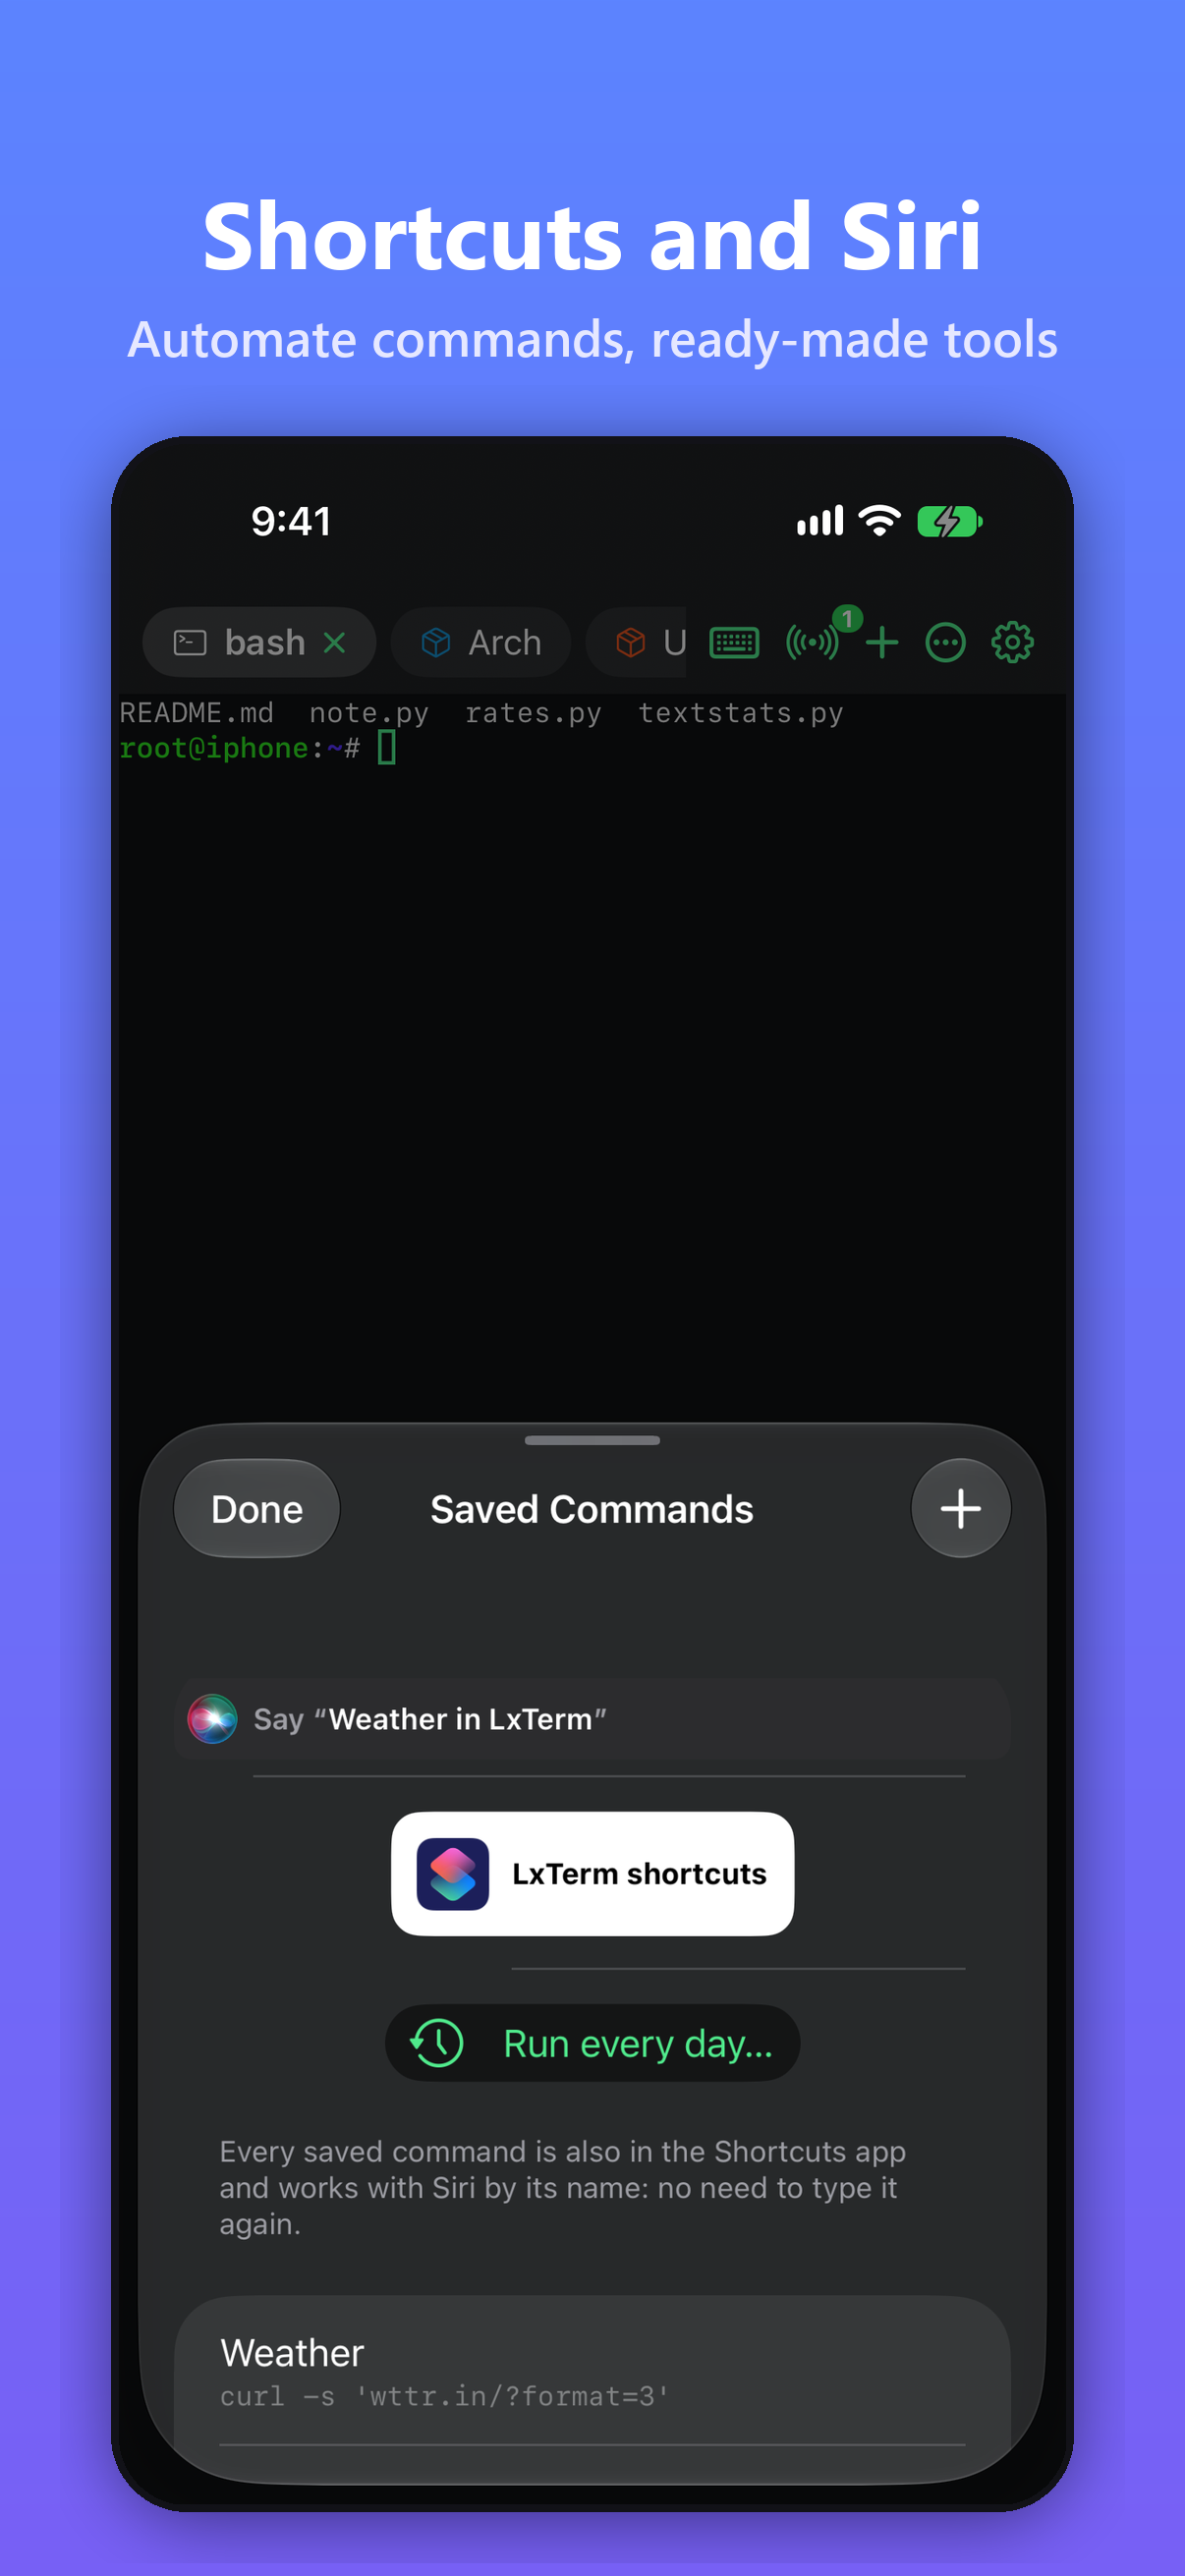 Shortcuts and Siri
Automate commands, ready-made tools
9:41
bash
Arch
U
1
README.md note.py rates.py textstats.py
root@iphone:~#
Done
Saved Commands
Say “Weather in LxTerm”
LxTerm shortcuts
Run every day...
Every saved command is also in the Shortcuts app
and works with Siri by its name: no need to type it
again.
Weather
curl -s 'wttr.in/?format=3'